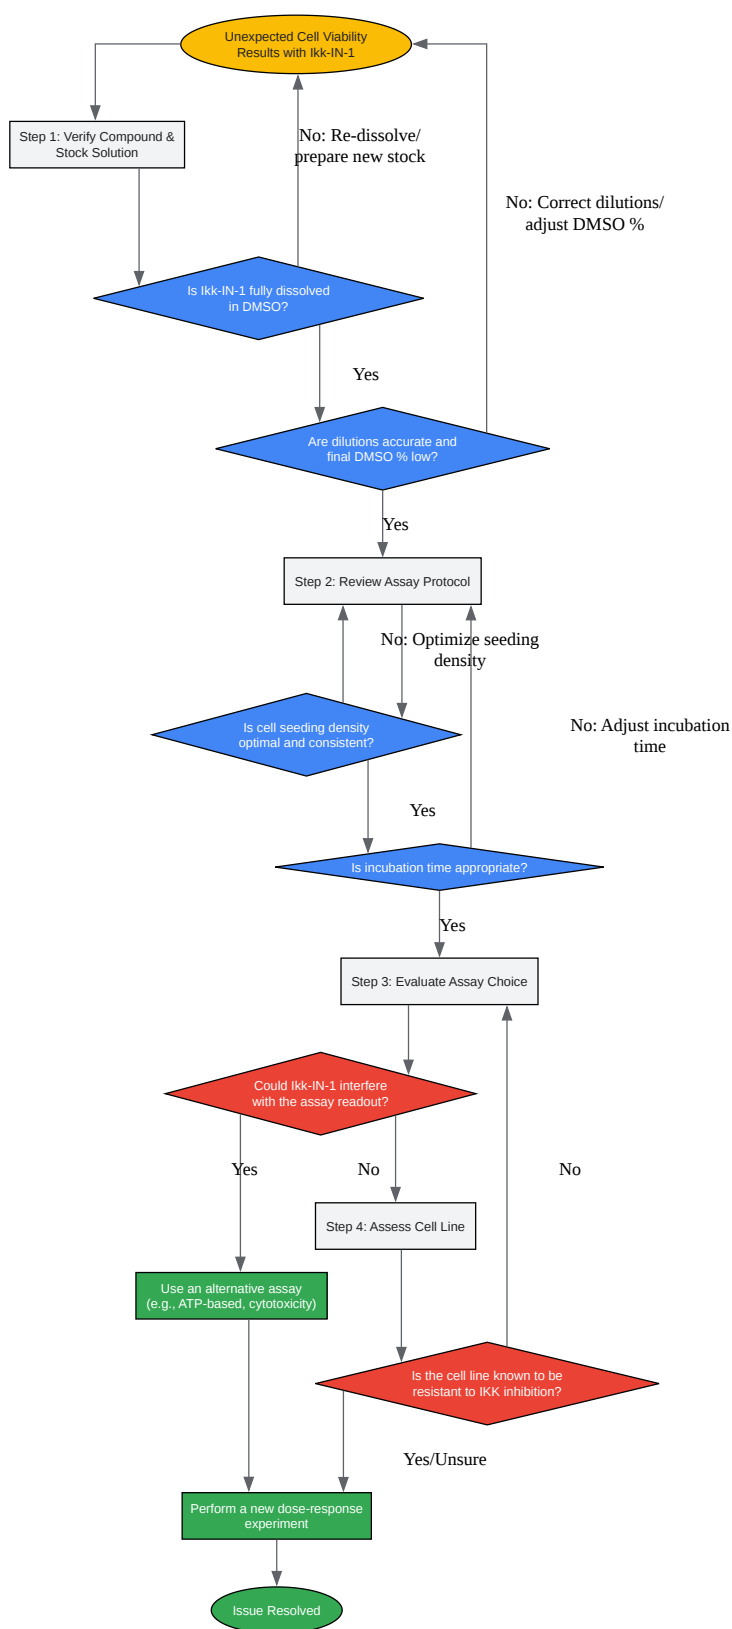 Unexpected Cell Viability
Results with Ikk-IN-1
Step 1: Verify Compound &
Stock Solution
No: Re-dissolve/
prepare new stock
No: Correct dilutions/
adjust DMSO %
Is Ikk-IN-1 fully dissolved
in DMSO?
Yes
Are dilutions accurate and
final DMSO % low?
Yes
Step 2: Review Assay Protocol
No: Optimize seeding
density
Is cell seeding density
optimal and consistent?
No: Adjust incubation
time
Yes
Is incubation time appropriate?
Yes
Step 3: Evaluate Assay Choice
Could Ikk-IN-1 interfere
with the assay readout?
Yes
No
No
Step 4: Assess Cell Line
Use an alternative assay
(e.g., ATP-based, cytotoxicity)
Is the cell line known to be
resistant to IKK inhibition?
Yes/Unsure
Perform a new dose-response
experiment
Issue Resolved